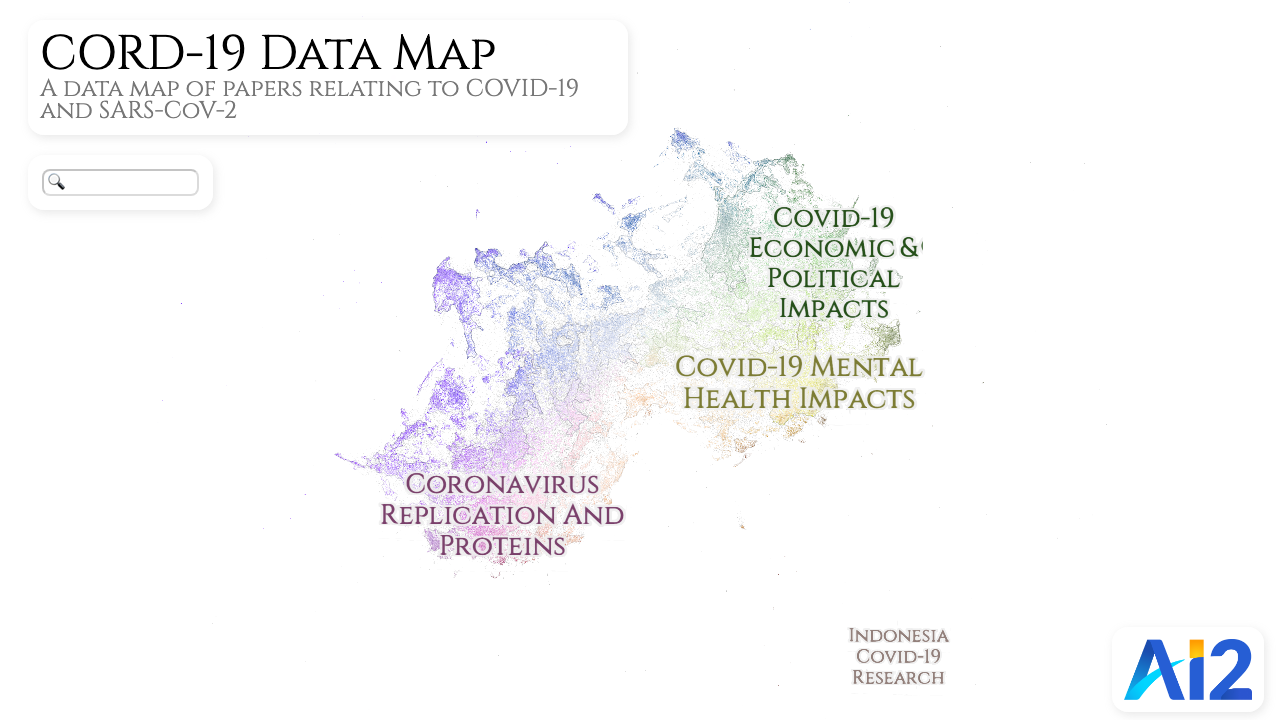 CORD-19 Data Map
A data map of papers relating to COVID-19
and SARS-CoV-2
Covid-19
Economic &
Political
Impacts
Covid-19 Mental
Health Impacts
Coronavirus
Replication And
Proteins
Indonesia
Covid-19
Research
Ai2